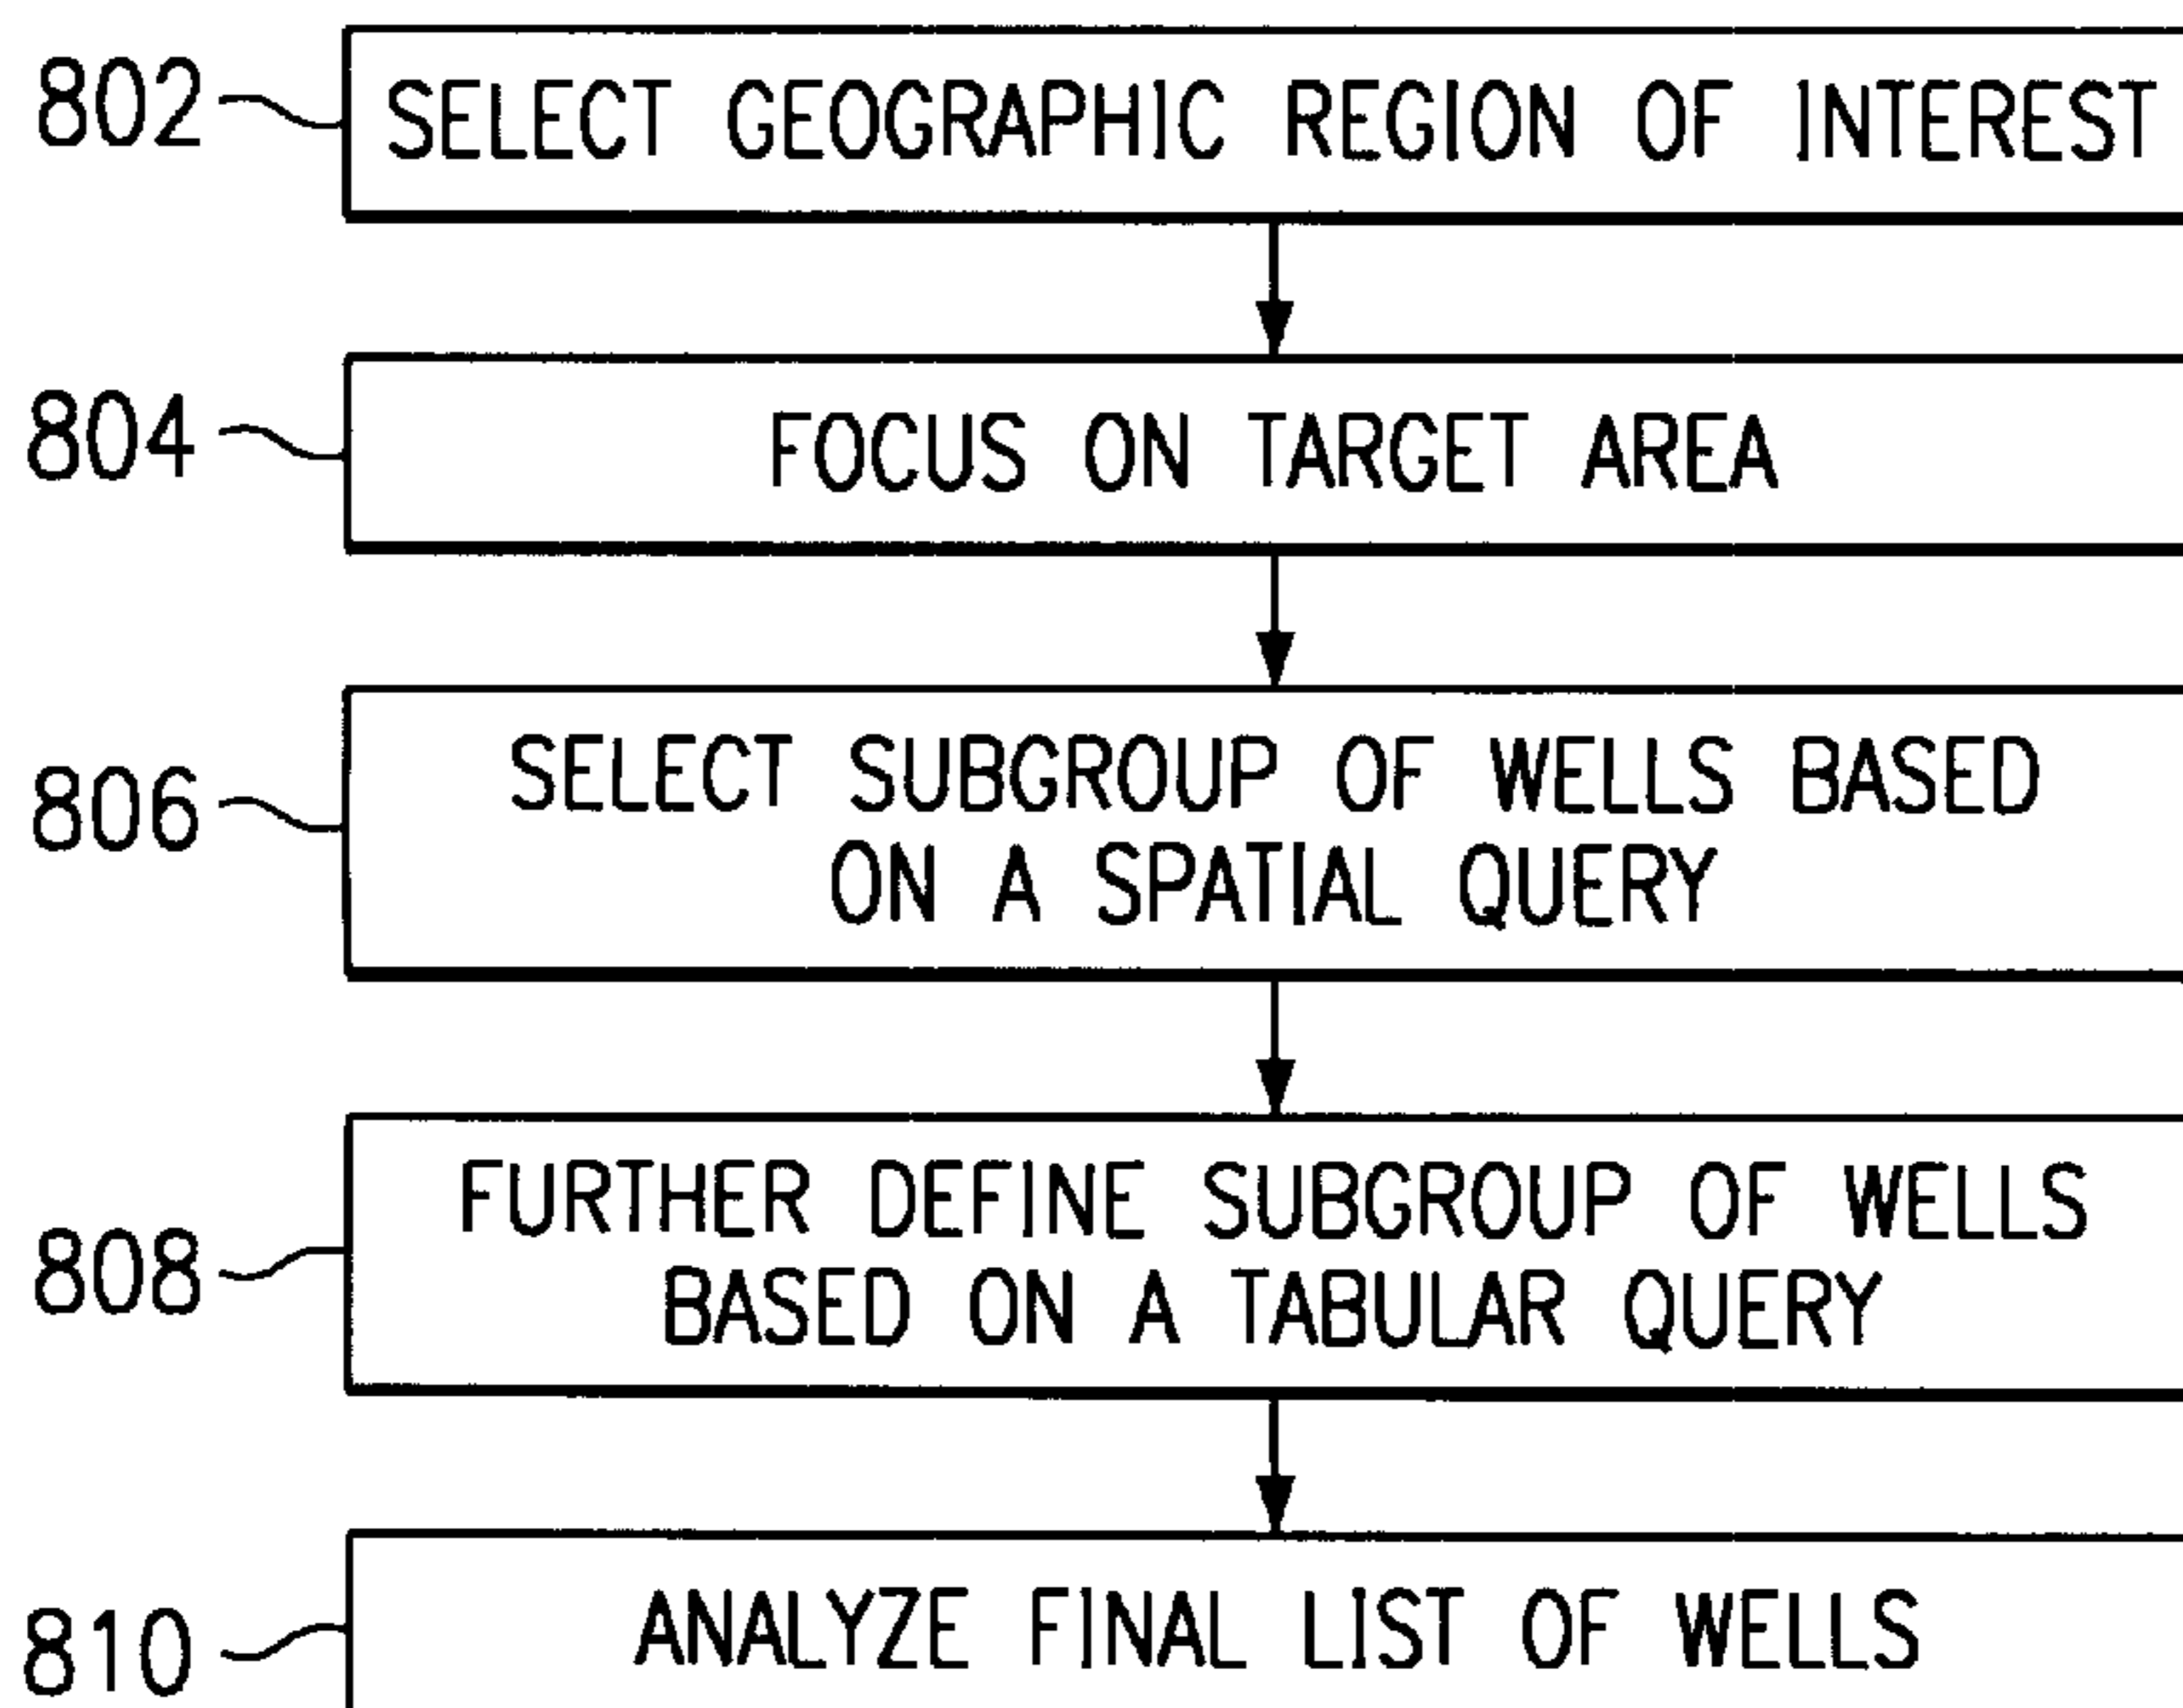 802
SELECT GEOGRAPHIC REGION OF INTEREST
804
FOCUS ON TARGET AREA
806
SELECT SUBGROUP OF WELLS BASED
ON A SPATIAL QUERY
808
FURTHER DEFINE SUBGROUP OF WELLS
BASED ON A TABULAR QUERY
810
ANALYZE FINAL LIST OF WELLS